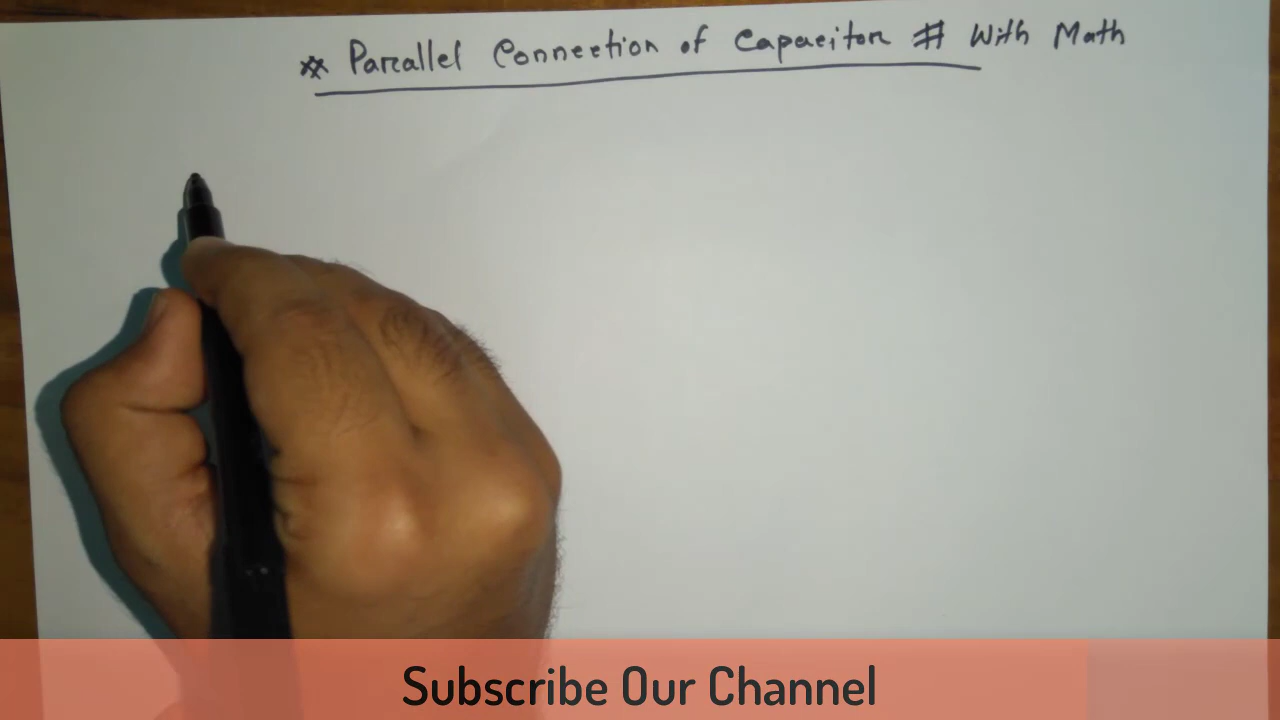 * Parallel Connection of Capacitor # With Math
Subscribe Our Channel